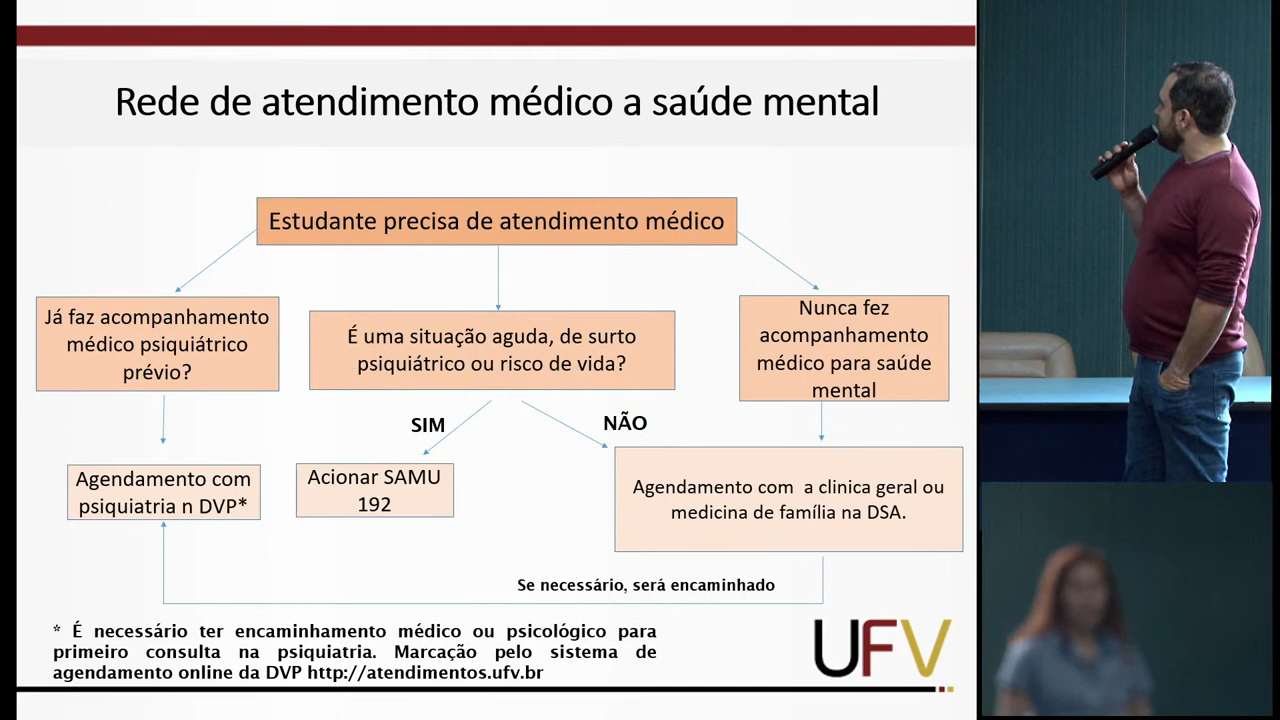 Rede de atendimento médico a saúde mental
Estudante precisa de atendimento médico
Já faz acompanhamento
médico psiquiátrico
prévio?
É uma situação aguda, de surto
psiquiátrico ou risco de vida?
Nunca fez
acompanhamento
médico para saúde
mental
SIM
NÃO
Agendamento com
psiquiatria n DVP*
Acionar SAMU
192
Agendamento com  a clinica geral ou
medicina de família na DSA.
Se necessário, será encaminhado
* É necessário ter encaminhamento médico ou psicológico para
primeiro consulta na psiquiatria. Marcação pelo sistema de
agendamento online da DVP http://atendimentos.ufv.br
UFV